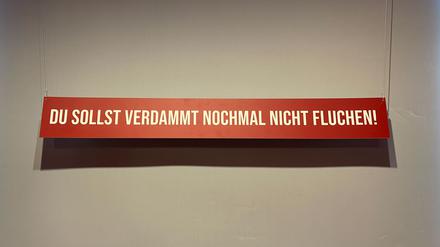 DU SOLLST VERDAMMT NOCHMAL NICHT FLUCHEN!